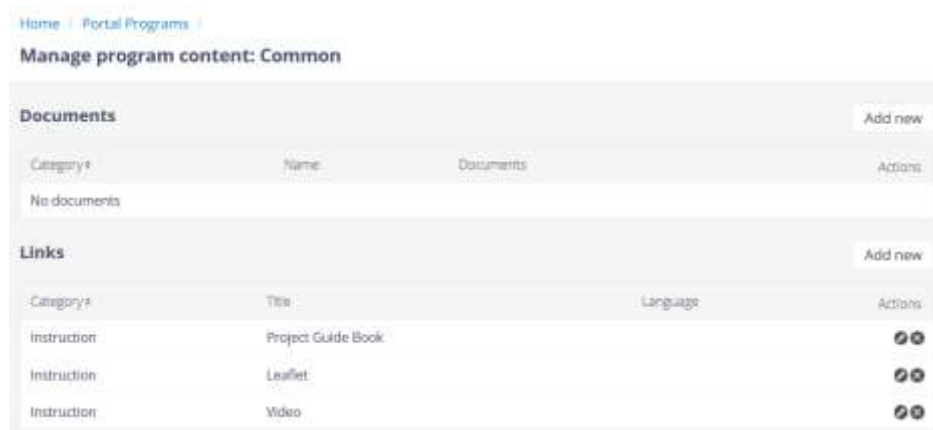 Home / Portal Programs /
Manage program content: Common
Documents Add new
Category Name Documents Actions
No documents
Links Add new
Category Title Language Actions
Instruction Project Guide Book
Instruction Leaflet
Instruction Video